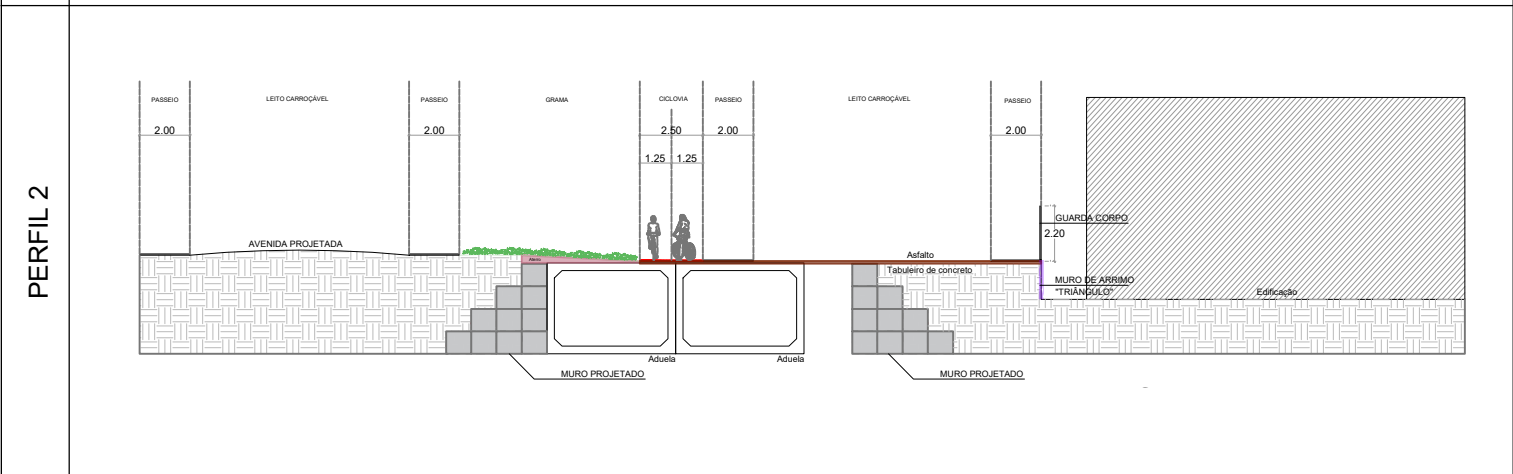 PERFIL 2
PASSEIO
LEITO CARROÇÁVEL
PASSEIO
GRAMA
CICLOVIA
PASSEIO
LEITO CARROÇÁVEL
PASSEIO
2.00
2.00
2.50
2.00
2.00
1.25
1.25
GUARDA CORPO
2.20
AVENIDA PROJETADA
Asfalto
Aterro
Tabuleiro de concreto
MURO DE ARRIMO
"TRIÂNGULO"
Edificação
Aduela
Aduela
MURO PROJETADO
MURO PROJETADO